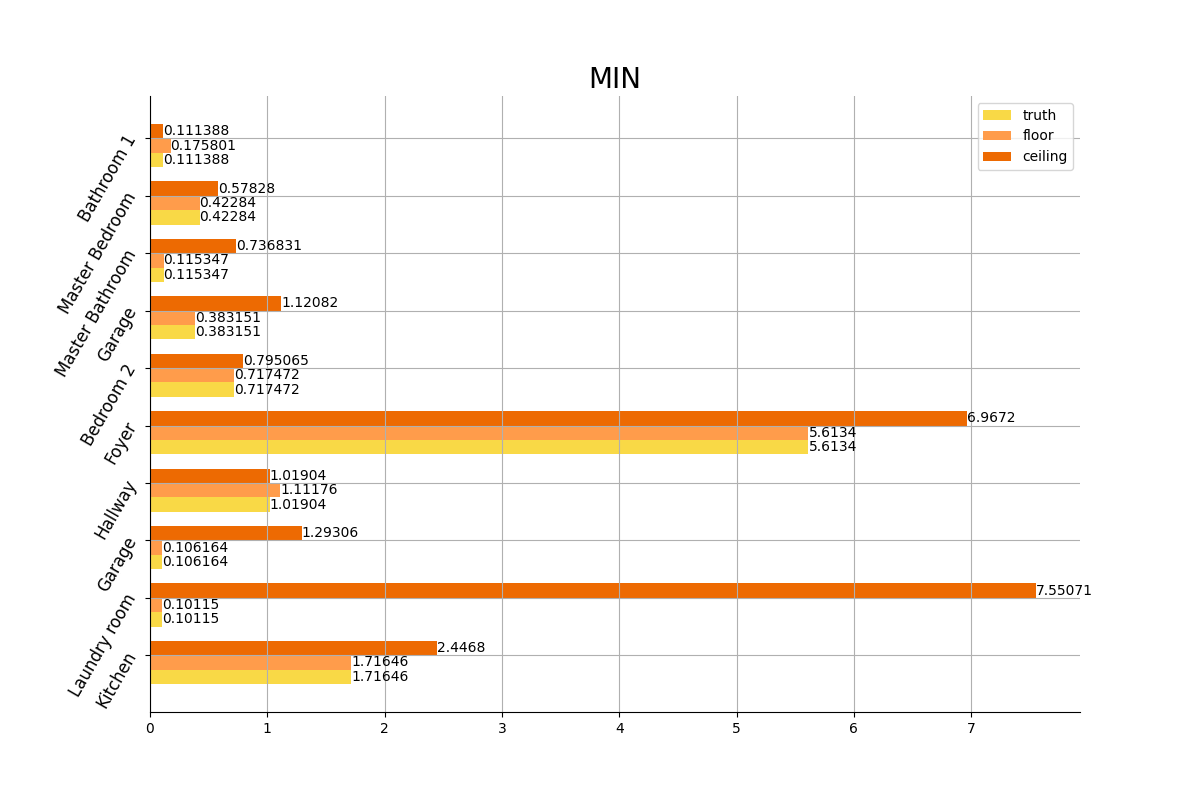 MIN
truth
floor
ceiling
Bathroom 1
0.111388
0.175801
0.111388
Master Bedroom
0.57828
0.42284
0.42284
Master Bathroom
0.736831
0.115347
0.115347
Garage
1.12082
0.383151
0.383151
Bedroom 2
0.795065
0.717472
0.717472
Foyer
6.9672
5.6134
5.6134
Hallway
1.01904
1.11176
1.01904
Garage
1.29306
0.106164
0.106164
Laundry room
7.55071
0.10115
0.10115
Kitchen
2.4468
1.71646
1.71646
0 1 2 3 4 5 6 7